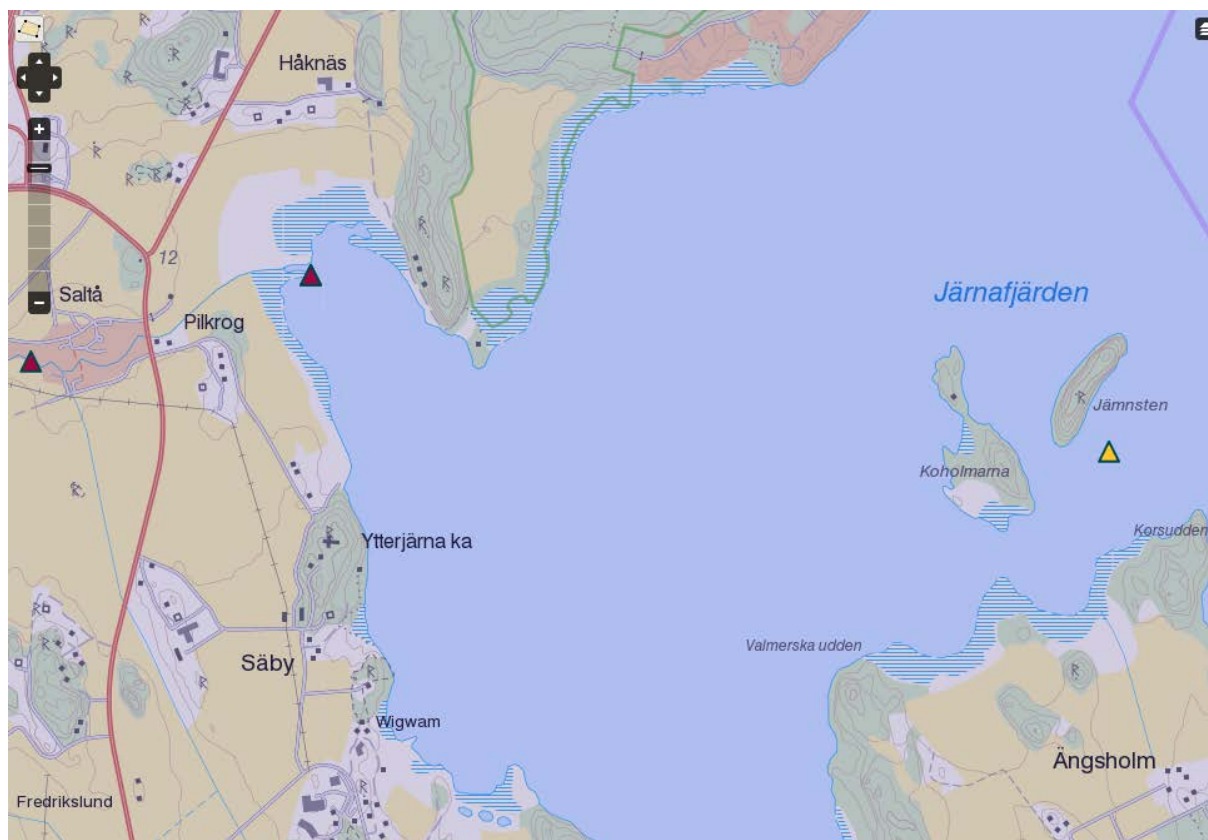 Håknäs
12
Järnafjärden
Saltå
Pilkrog
Jämnsten
Koholmarna
Korsudden
Ytterjärna ka
Valmerska udden
Säby
Wigwam
Ängsholm
Fredrikslund